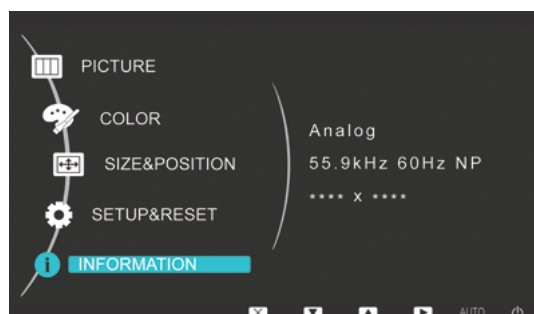 PICTURE
COLOR
SIZE&POSITION
SETUP&RESET
INFORMATION
Analog
55.9kHz 60Hz NP
**** X ****
AUTO